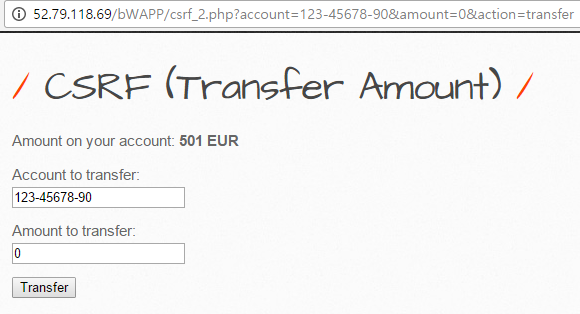 52.79.118.69/bWAPP/csrf_2.php?account=123-45678-90&amount=0&action=transfer
/ CSRF (Transfer Amount) /
Amount on your account: 501 EUR
Account to transfer:
123-45678-90
Amount to transfer:
0
Transfer